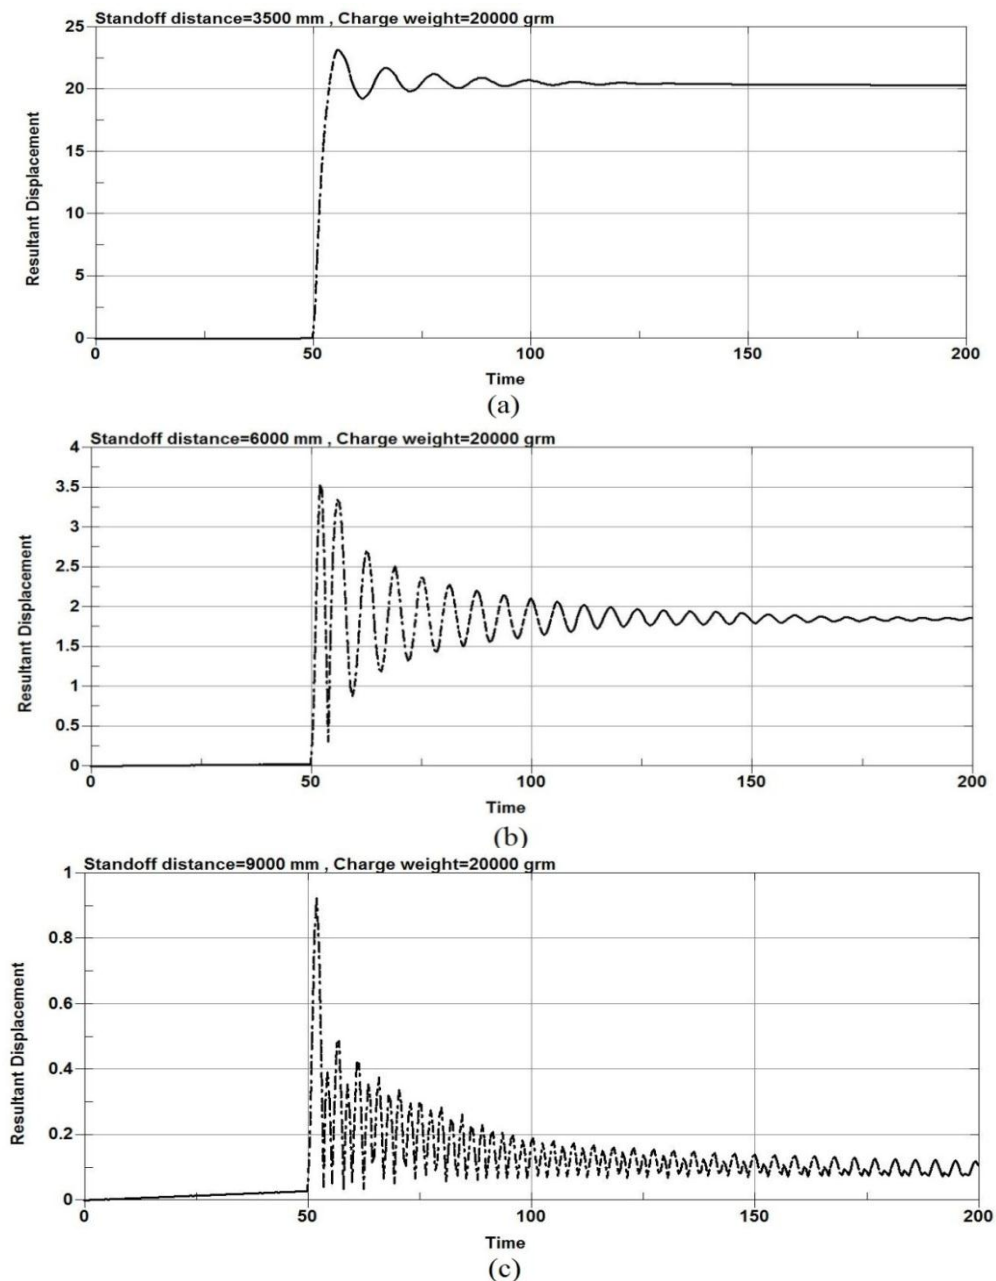 Standoff distance=3500 mm , Charge weight=20000 grm
25
20
15
10
5
0
Resultant Displacement
0 50 100 150 200
Time
(a)
Standoff distance=6000 mm , Charge weight=20000 grm
4
3.5
3
2.5
2
1.5
1
0.5
0
Resultant Displacement
0 50 100 150 200
Time
(b)
Standoff distance=9000 mm , Charge weight=20000 grm
1
0.8
0.6
0.4
0.2
0
Resultant Displacement
0 50 100 150 200
Time
(c)